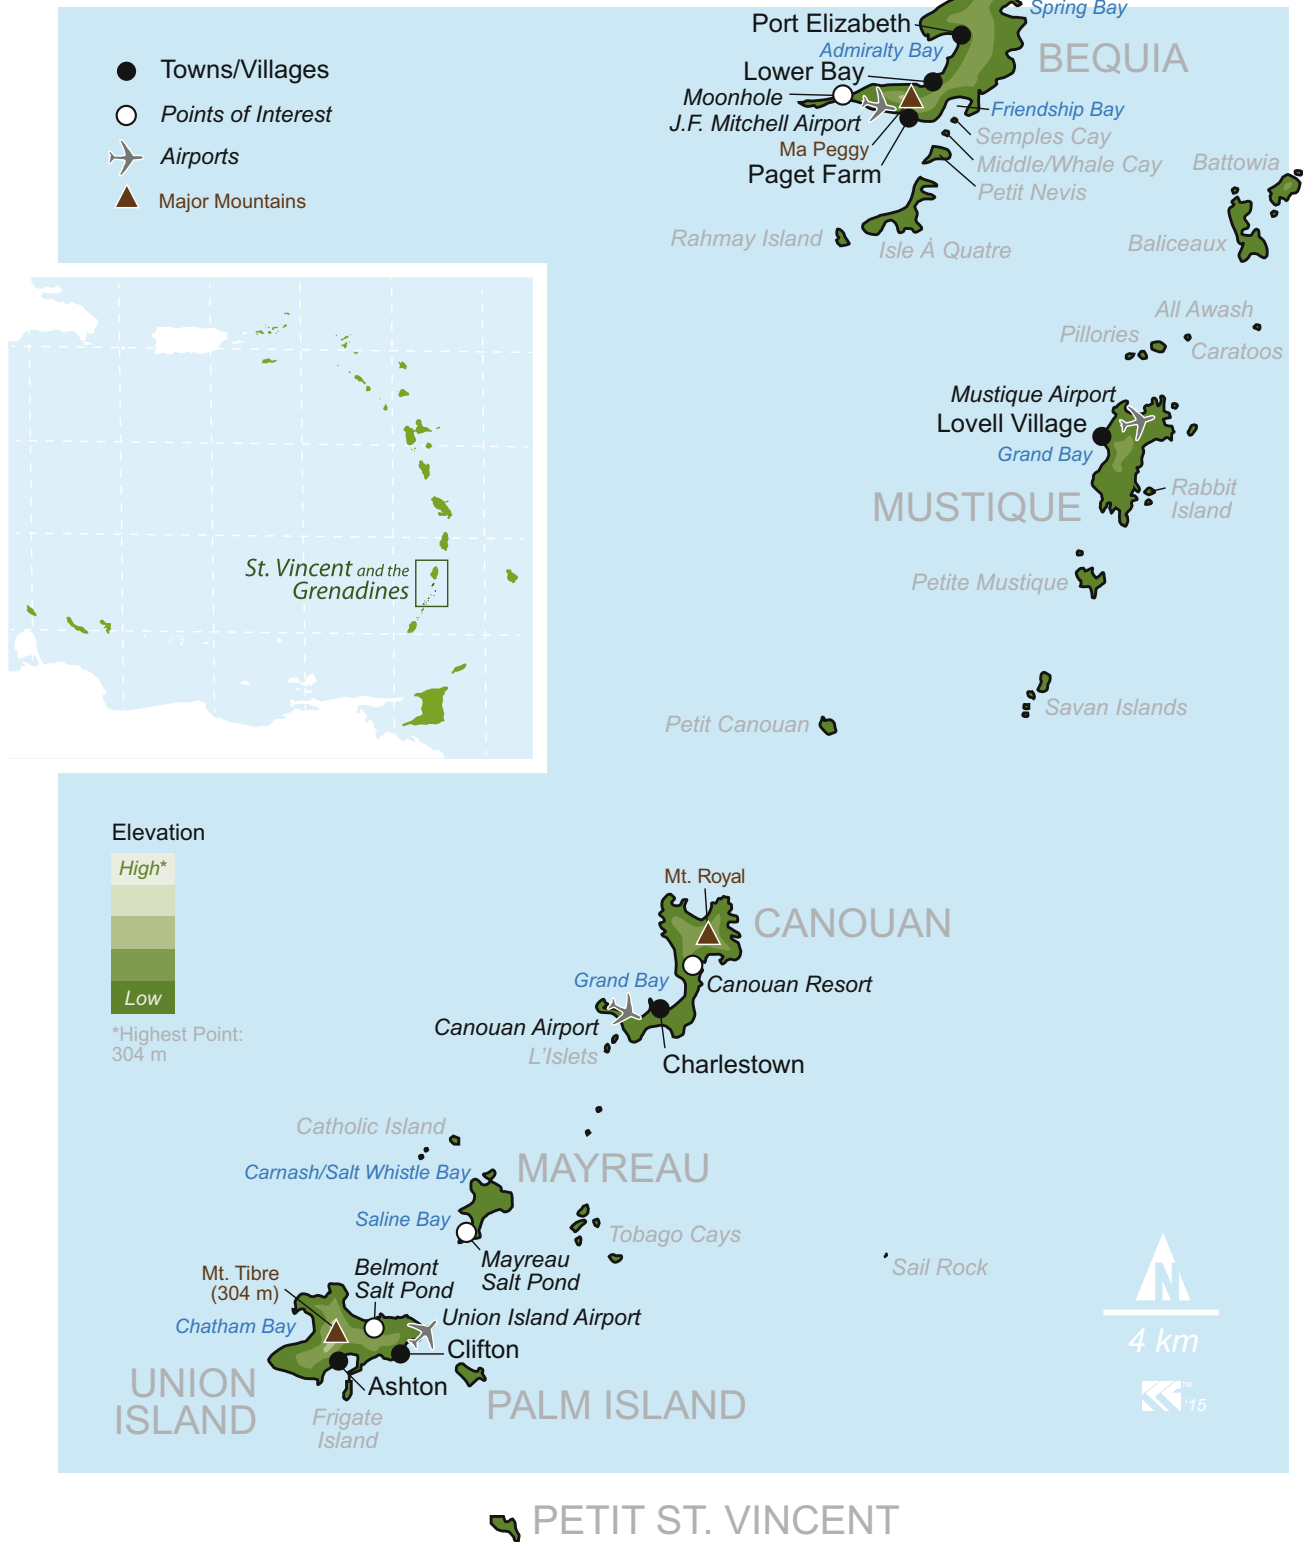 Spring Bay
Port Elizabeth
Admiralty Bay
BEQUIA
Towns/Villages
Lower Bay
Moonhole
Points of Interest
Friendship Bay
J.F. Mitchell Airport
Semples Cay
Airports
Ma Peggy
Middle/Whale Cay
Battowia
Paget Farm
Petit Nevis
Major Mountains
Rahmay Island
Isle À Quatre
Baliceaux
All Awash
Pillories
Caratoos
Mustique Airport
Lovell Village
Grand Bay
MUSTIQUE
Rabbit
Island
St. Vincent and the
Grenadines
Petite Mustique
Savan Islands
Petit Canouan
Elevation
High*
Low
*Highest Point:
304 m
Mt. Royal
CANOUAN
Grand Bay
Canouan Resort
Canouan Airport
L'Islets
Charlestown
Catholic Island
MAYREAU
Carnash/Salt Whistle Bay
Saline Bay
Tobago Cays
Mayreau
Salt Pond
Sail Rock
Belmont
Salt Pond
Mt. Tibre
(304 m)
Union Island Airport
Chatham Bay
Clifton
Ashton
UNION
ISLAND
PALM ISLAND
Frigate
Island
N
4 km
TM
'15
PETIT ST. VINCENT